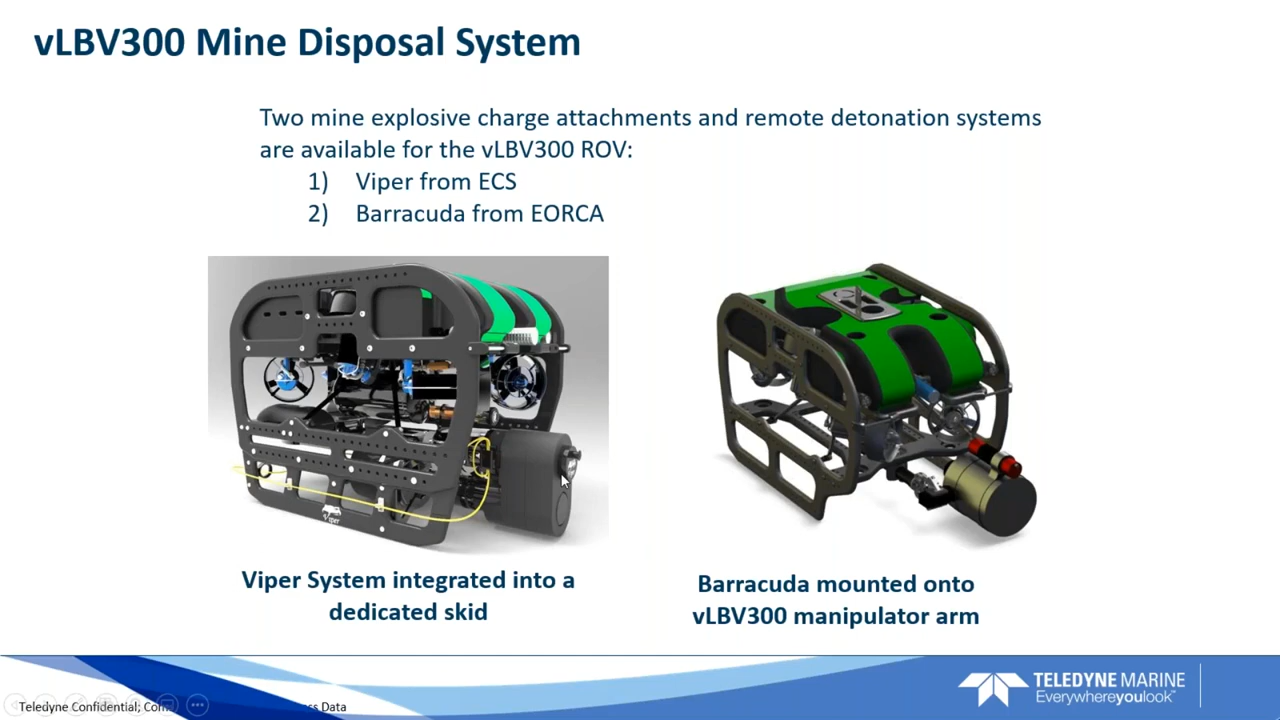 vLBV300 Mine Disposal System
Two mine explosive charge attachments and remote detonation systems
are available for the vLBV300 ROV:
1) Viper from ECS
2) Barracuda from EORCA
Viper
Viper System integrated into a
dedicated skid
Barracuda mounted onto
vLBV300 manipulator arm
Teledyne Confidential; Data
TELEDYNE MARINE
Everywhereyoulook™